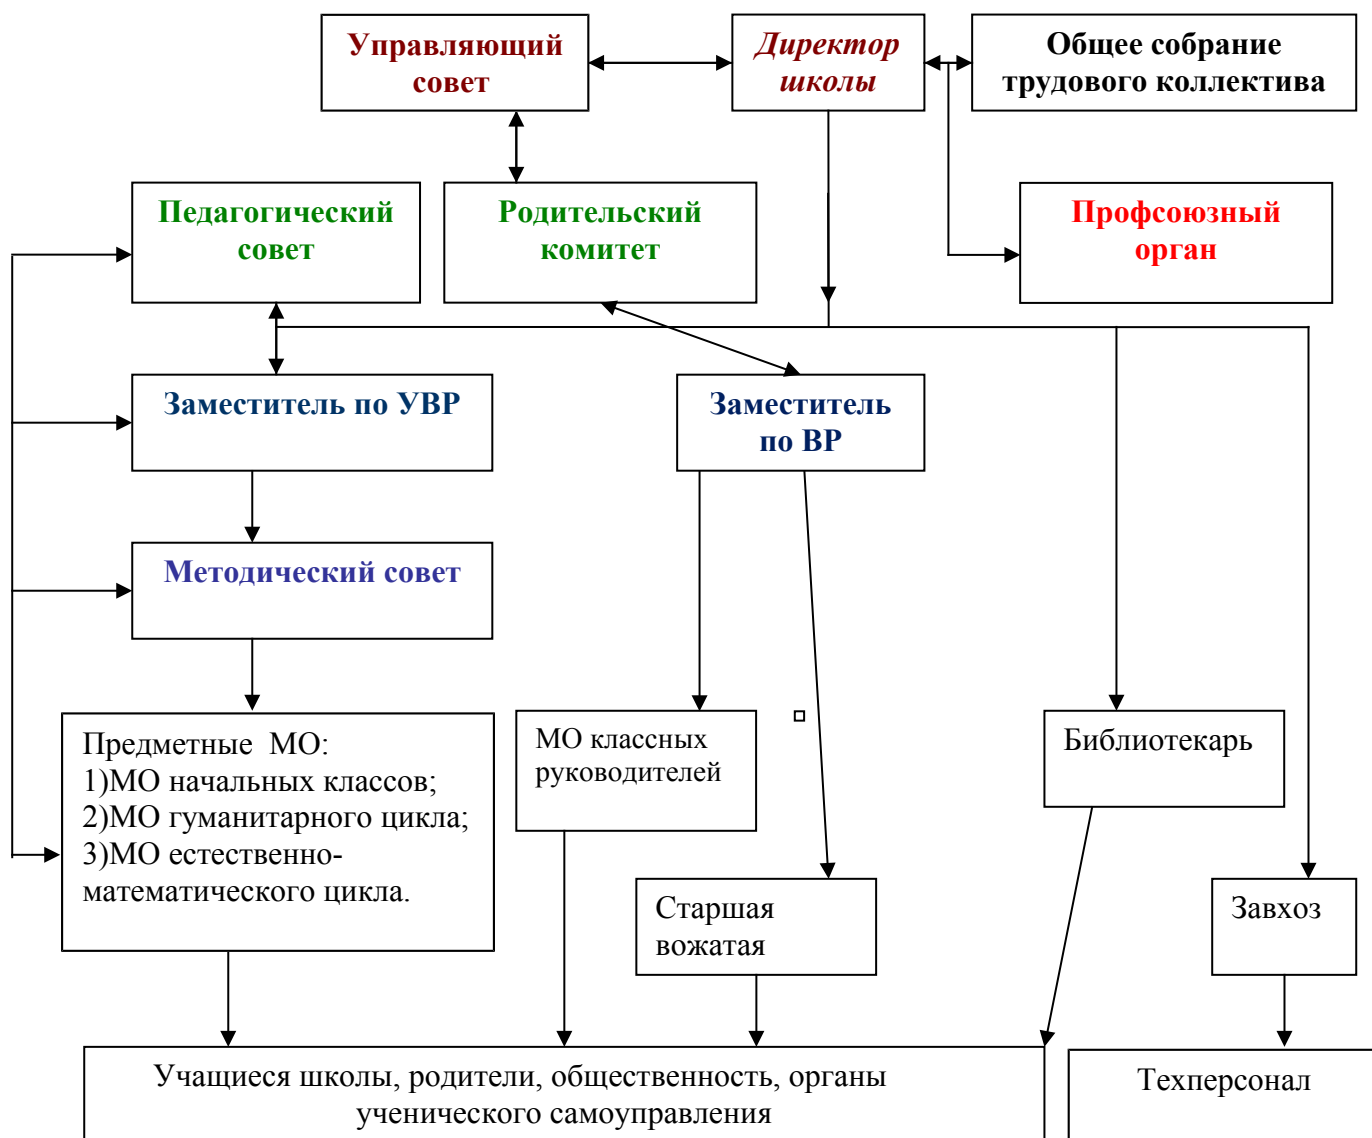 Управляющий
совет
Директор
школы
Общее собрание
трудового коллектива
Педагогический
совет
Родительский
комитет
Профсоюзный
орган
Заместитель по УВР
Заместитель
по ВР
Методический совет
Предметные МО:
1)МО начальных классов;
2)МО гуманитарного цикла;
3)МО естественно-
математического цикла.
МО классных
руководителей
Библиотекарь
Старшая
вожатая
Завхоз
Учащиеся школы, родители, общественность, органы
ученического самоуправления
Техперсонал